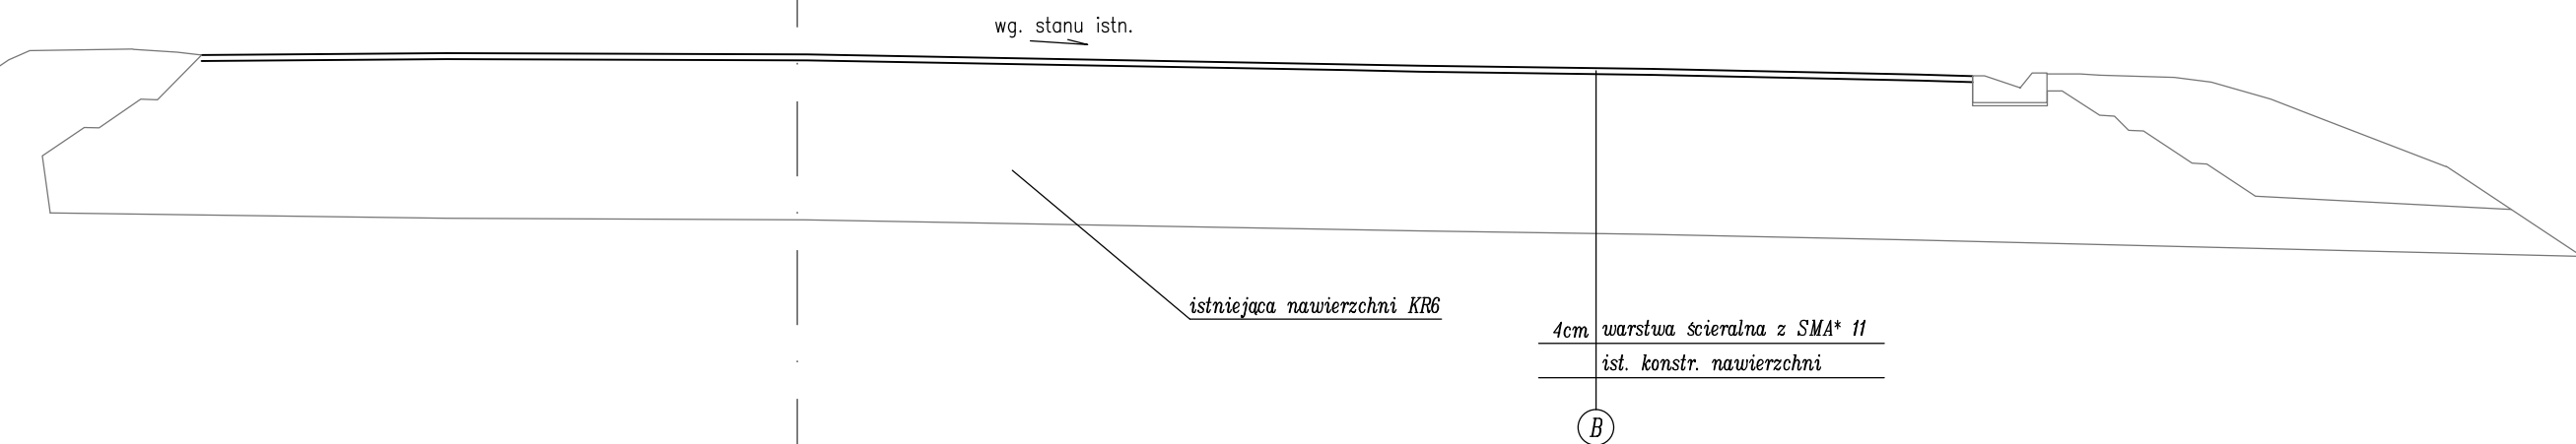 wg. stanu istn.
istniejąca nawierzchni KR6
4cm warstwa ścieralna z SMA* 11
ist. konstr. nawierzchni
B